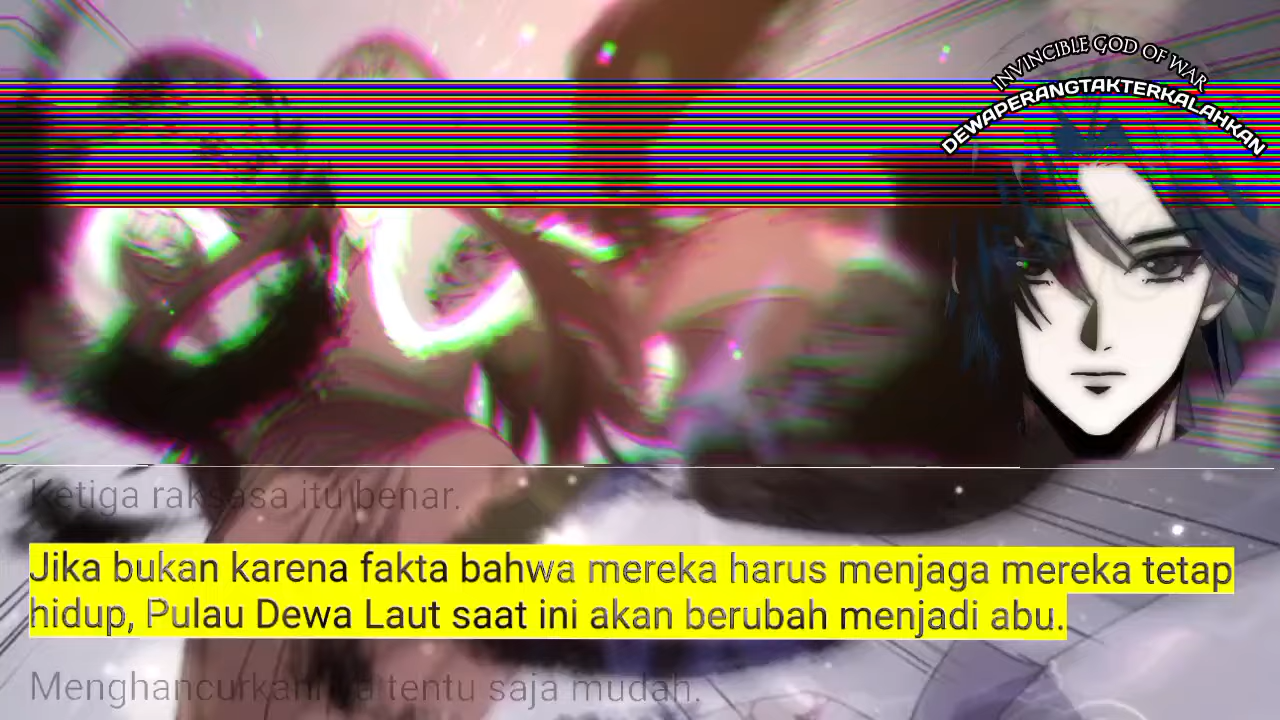 INVINCIBLE GOD OF WAR
DEWAPERANGTAKTERKALAHKAN
Ketiga raksasa itu benar.
Jika bukan karena fakta bahwa mereka harus menjaga mereka tetap
hidup, Pulau Dewa Laut saat ini akan berubah menjadi abu.
Menghancurkannya tentu saja mudah.